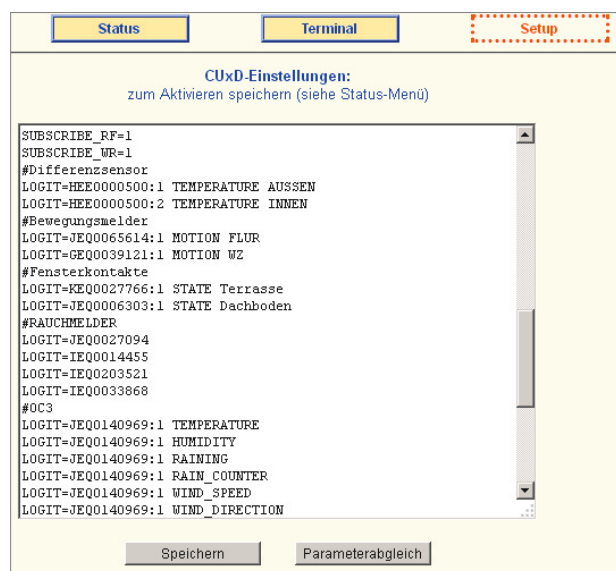 Status Terminal Setup
CUxD-Einstellungen:
zum Aktivieren speichern (siehe Status-Menü)
SUBSCRIBE_RF=1
SUBSCRIBE_WR=1
#Differenzsensor
LOGIT=HEE0000500:1 TEMPERATURE AUSSEN
LOGIT=HEE0000500:2 TEMPERATURE INNEN
#Bewegungsmelder
LOGIT=JEQ0065614:1 MOTION FLUR
LOGIT=GEQ0039121:1 MOTION WZ
#Fensterkontakte
LOGIT=KEQ0027766:1 STATE Terrasse
LOGIT=JEQ0006303:1 STATE Dachboden
#RAUCHMELDER
LOGIT=JEQ0027094
LOGIT=IEQ0014455
LOGIT=IEQ0203521
LOGIT=IEQ0033868
#OC3
LOGIT=JEQ0140969:1 TEMPERATURE
LOGIT=JEQ0140969:1 HUMIDITY
LOGIT=JEQ0140969:1 RAINING
LOGIT=JEQ0140969:1 RAIN_COUNTER
LOGIT=JEQ0140969:1 WIND_SPEED
LOGIT=JEQ0140969:1 WIND_DIRECTION
Speichern Parameterabgleich